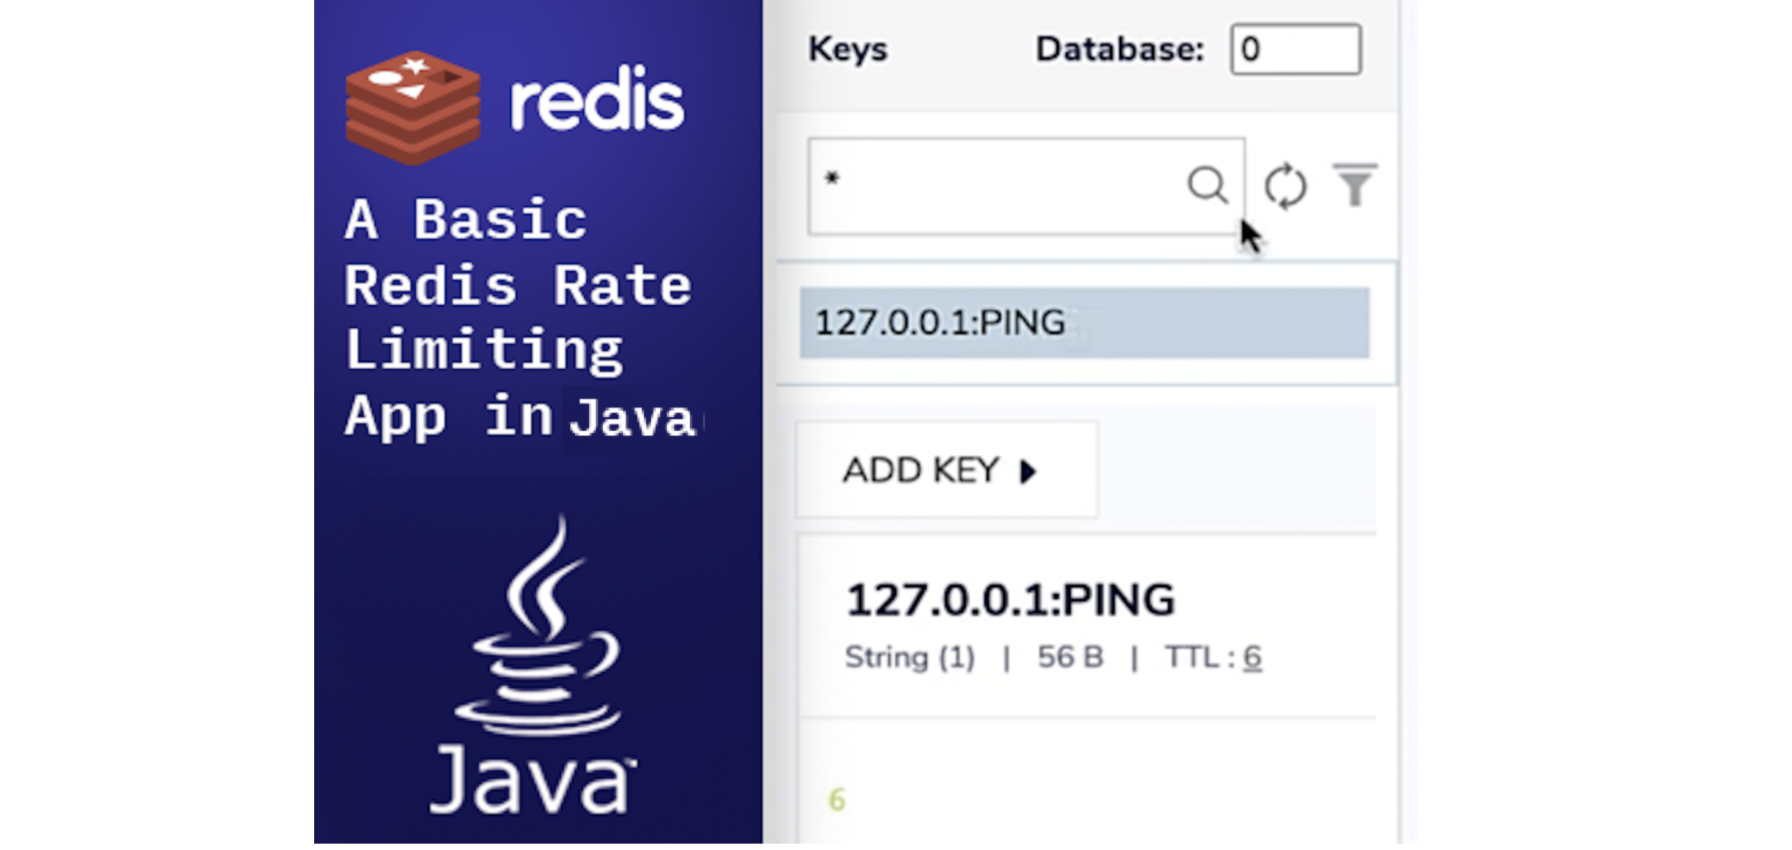 redis
A Basic
Redis Rate
Limiting
App in Java
Java
Keys
Database: 0
*
127.0.0.1:PING
ADD KEY
127.0.0.1:PING
String (1) | 56 B | TTL : 6
6